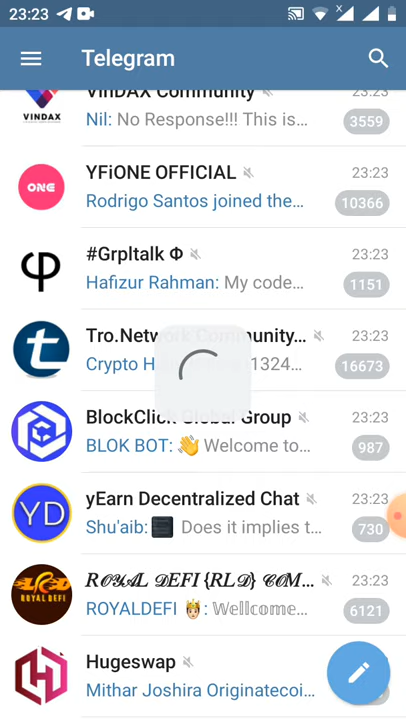 23:23
Telegram
VinDAX Community 23:23
VINDAX
Nil: No Response!!! This is... 3559
YFiONE OFFICIAL 23:23
ONE
Rodrigo Santos joined the... 10366
#Grpltalk Φ 23:23
Hafizur Rahman: My code... 1151
Tro.Network Community... 23:23
Crypto H 1324... 16673
BlockClick Global Group 23:23
BLOK BOT: 👋 Welcome to... 987
yEarn Decentralized Chat 23:23
YD
Shu'aib: Does it implies t... 730
𝓡𝓞𝓨𝓐𝓛 𝓓𝓔𝓕𝓘 {𝓡𝓛𝓓} 𝓒𝓞𝓜... 23:23
ROYAL DEFI
ROYALDEFI 🤴: 𝕎𝕖𝕝𝕝𝕔𝕠𝕞𝕖... 6121
Hugeswap 23:23
Mithar Joshira Originatecoi...